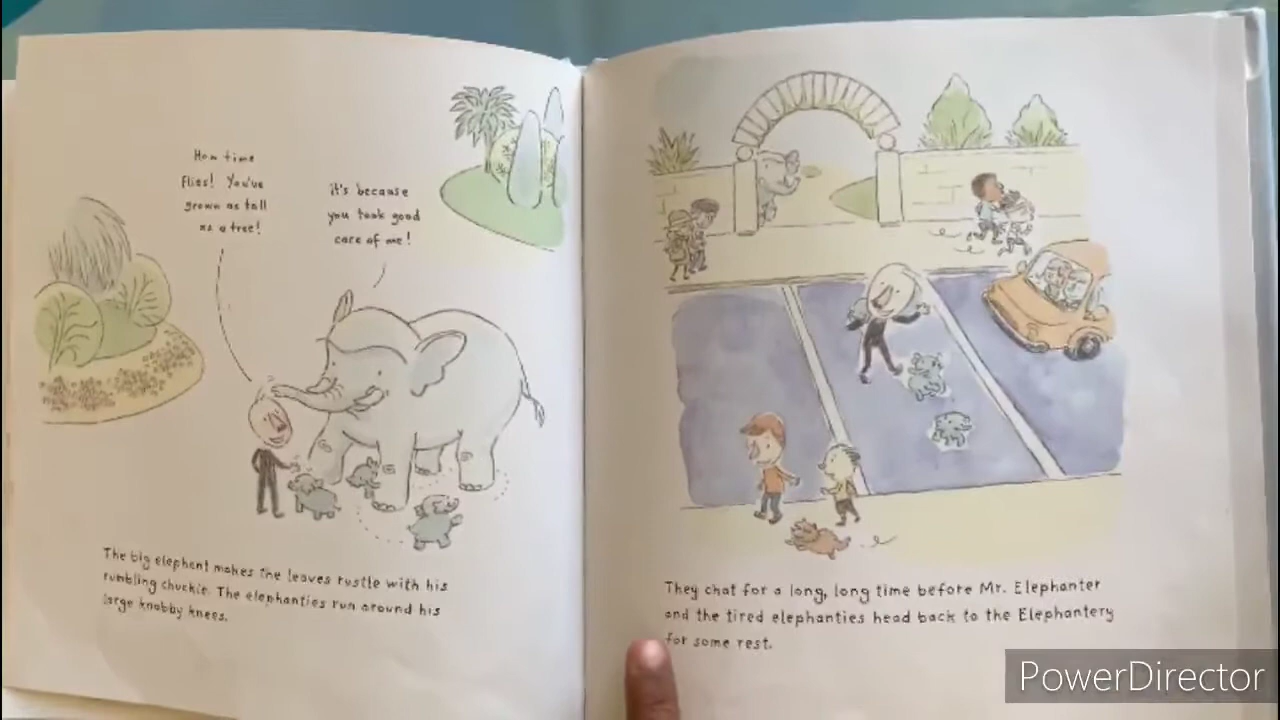 How time
flies! You've
grown as tall
as a tree!
it's because
you took good
care of me!
The big elephant makes the leaves rustle with his
rumbling chuckle. The elephanties run around his
large knobby knees.
They chat for a long, long time before Mr. Elephanter
and the tired elephanties head back to the Elephantery
for some rest.
PowerDirector